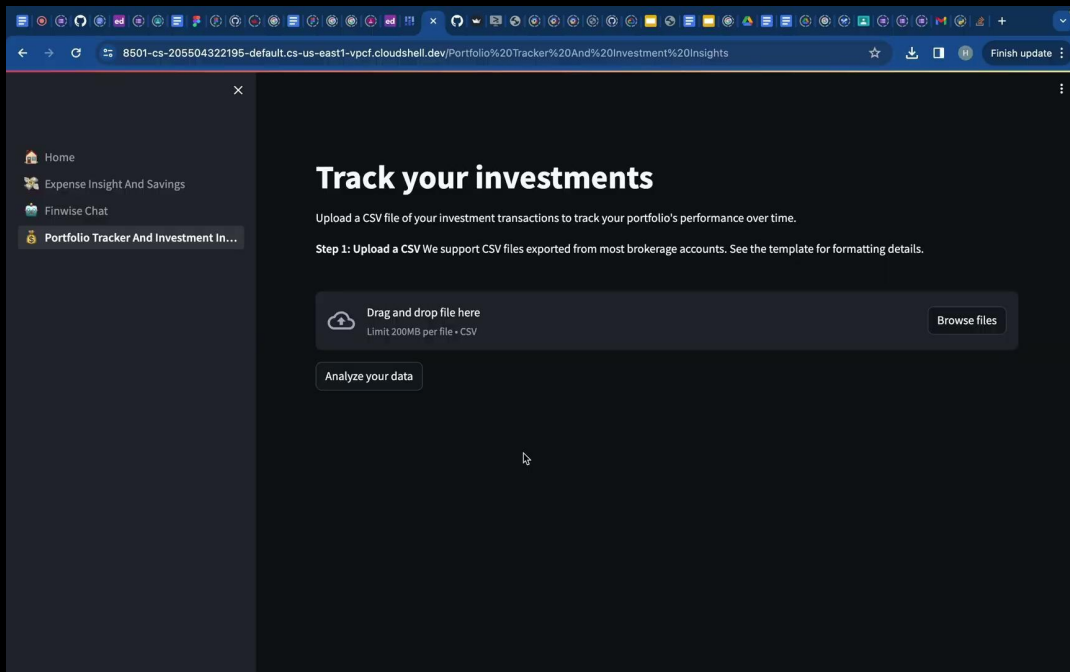 ed
ed
ed
8501-cs-205504322195-default.cs-us-east1-vpcf.cloudshell.dev/Portfolio%20Tracker%20And%20Investment%20Insights
H
Finish update
Home
Expense Insight And Savings
Finwise Chat
Portfolio Tracker And Investment In...
Track your investments
Upload a CSV file of your investment transactions to track your portfolio's performance over time.
Step 1: Upload a CSV We support CSV files exported from most brokerage accounts. See the template for formatting details.
Drag and drop file here
Limit 200MB per file • CSV
Browse files
Analyze your data